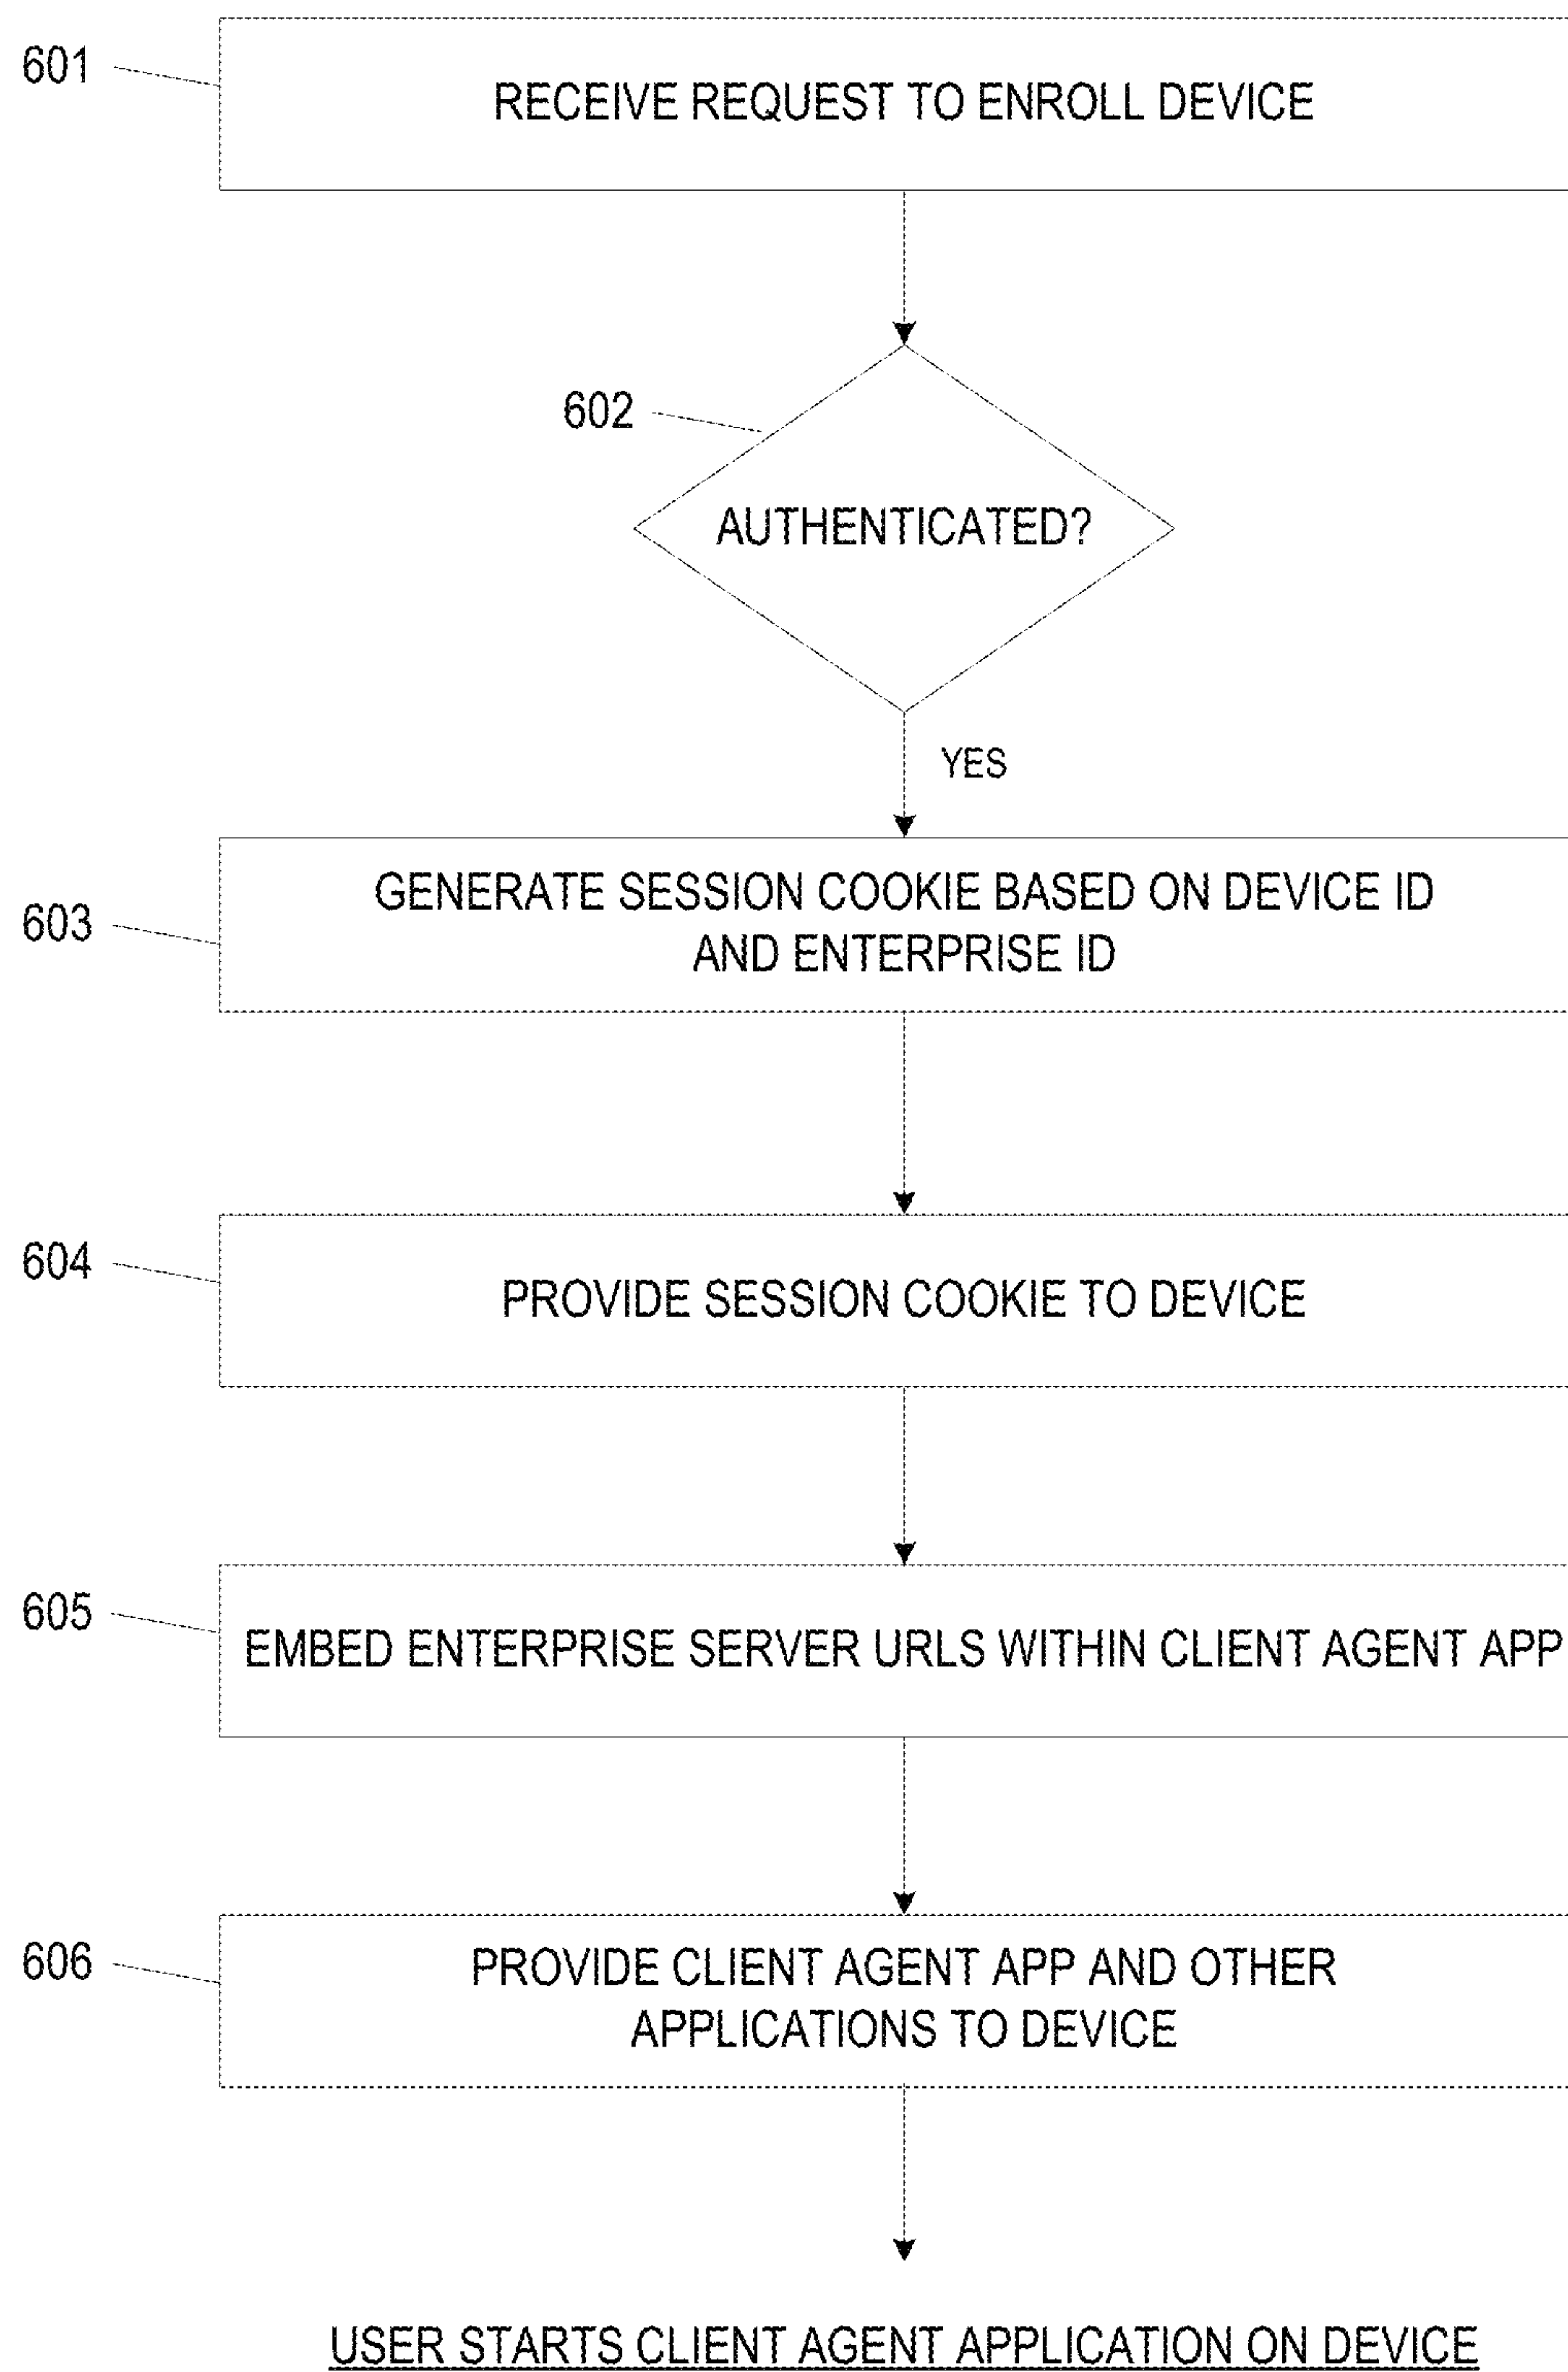 601
RECEIVE REQUEST TO ENROLL DEVICE
602
AUTHENTICATED?
YES
603
GENERATE SESSION COOKIE BASED ON DEVICE ID
AND ENTERPRISE ID
604
PROVIDE SESSION COOKIE TO DEVICE
605
EMBED ENTERPRISE SERVER URLS WITHIN CLIENT AGENT APP
606
PROVIDE CLIENT AGENT APP AND OTHER
APPLICATIONS TO DEVICE
USER STARTS CLIENT AGENT APPLICATION ON DEVICE